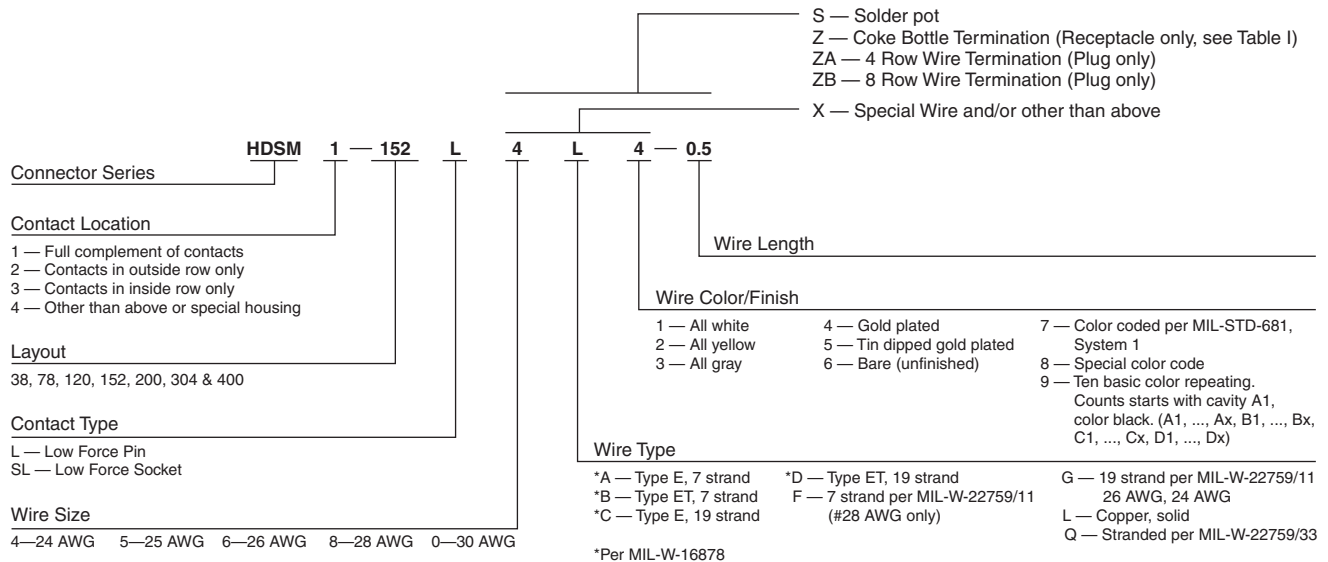 S — Solder pot
Z — Coke Bottle Termination (Receptacle only, see Table I)
ZA — 4 Row Wire Termination (Plug only)
ZB — 8 Row Wire Termination (Plug only)
X — Special Wire and/or other than above
HDSM 1 — 152 L 4 L 4 — 0.5
Connector Series
Contact Location
1 — Full complement of contacts
2 — Contacts in outside row only
3 — Contacts in inside row only
4 — Other than above or special housing
Layout
38, 78, 120, 152, 200, 304 & 400
Contact Type
L — Low Force Pin
SL — Low Force Socket
Wire Size
4—24 AWG 5—25 AWG 6—26 AWG 8—28 AWG 0—30 AWG
Wire Length
Wire Color/Finish
1 — All white
2 — All yellow
3 — All gray
4 — Gold plated
5 — Tin dipped gold plated
6 — Bare (unfinished)
7 — Color coded per MIL-STD-681,
System 1
8 — Special color code
9 — Ten basic color repeating.
Counts starts with cavity A1,
color black. (A1, ..., Ax, B1, ..., Bx,
C1, ..., Cx, D1, ..., Dx)
Wire Type
*A — Type E, 7 strand
*B — Type ET, 7 strand
*C — Type E, 19 strand
*D — Type ET, 19 strand
F — 7 strand per MIL-W-22759/11
(#28 AWG only)
G — 19 strand per MIL-W-22759/11
26 AWG, 24 AWG
L — Copper, solid
Q — Stranded per MIL-W-22759/33
*Per MIL-W-16878